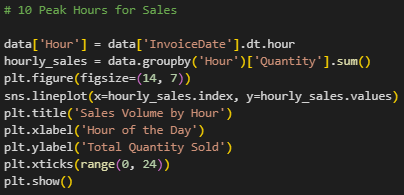 # 10 Peak Hours for Sales
data['Hour'] = data['InvoiceDate'].dt.hour
hourly_sales = data.groupby('Hour')['Quantity'].sum()
plt.figure(figsize=(14, 7))
sns.lineplot(x=hourly_sales.index, y=hourly_sales.values)
plt.title('Sales Volume by Hour')
plt.xlabel('Hour of the Day')
plt.ylabel('Total Quantity Sold')
plt.xticks(range(0, 24))
plt.show()